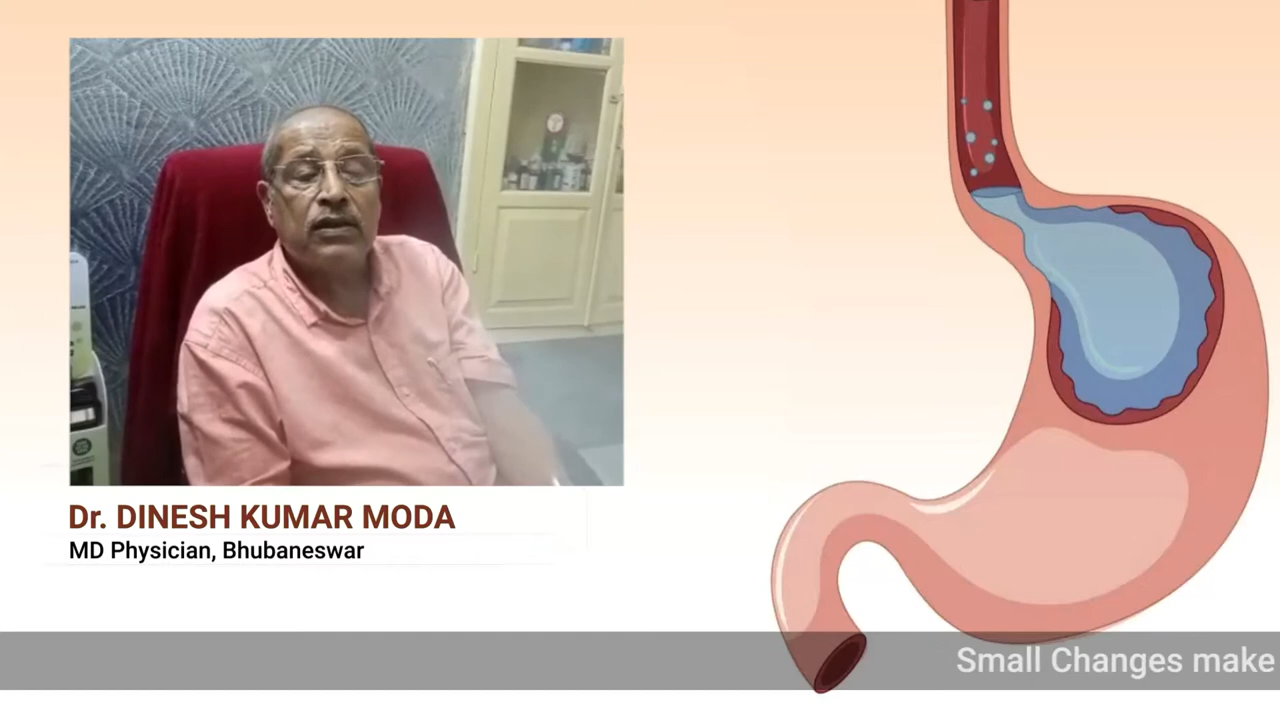 Dr. DINESH KUMAR MODA
MD Physician, Bhubaneswar
Small Changes make